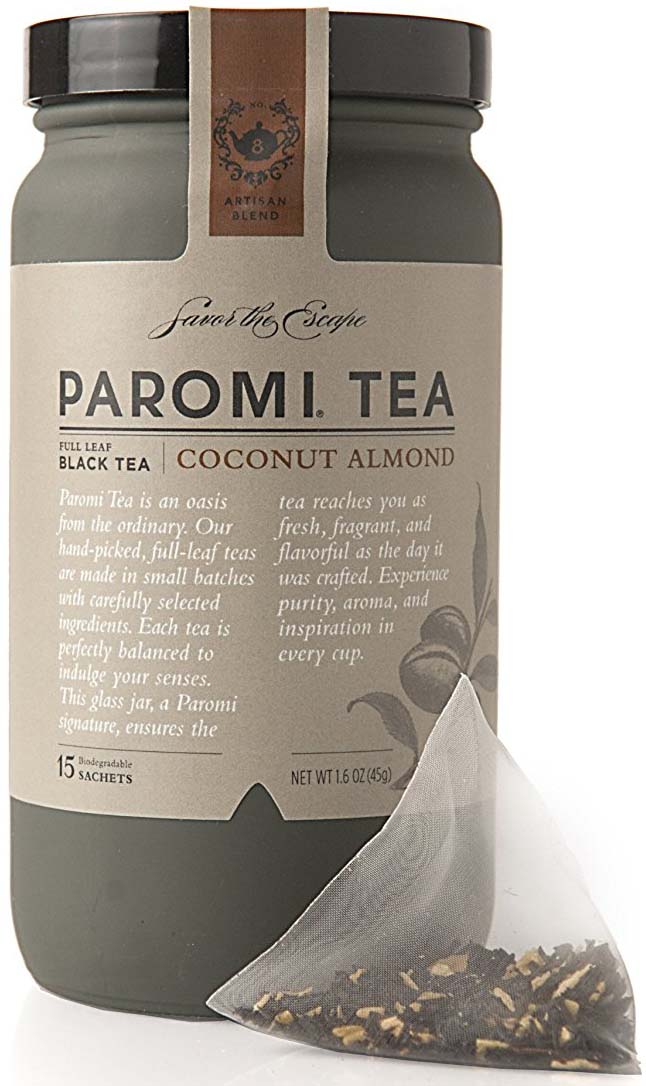 NO.
8
ARTISAN
BLEND
Savor the Escape
PAROMI® TEA
FULL LEAF
BLACK TEA
COCONUT ALMOND
Paromi Tea is an oasis
from the ordinary. Our
hand-picked, full-leaf teas
are made in small batches
with carefully selected
ingredients. Each tea is
perfectly balanced to
indulge your senses.
This glass jar, a Paromi
signature, ensures the
tea reaches you as
fresh, fragrant, and
flavorful as the day it
was crafted. Experience
purity, aroma, and
inspiration in
every cup.
15 Biodegradable
SACHETS
NET WT 1.6 OZ (45g)